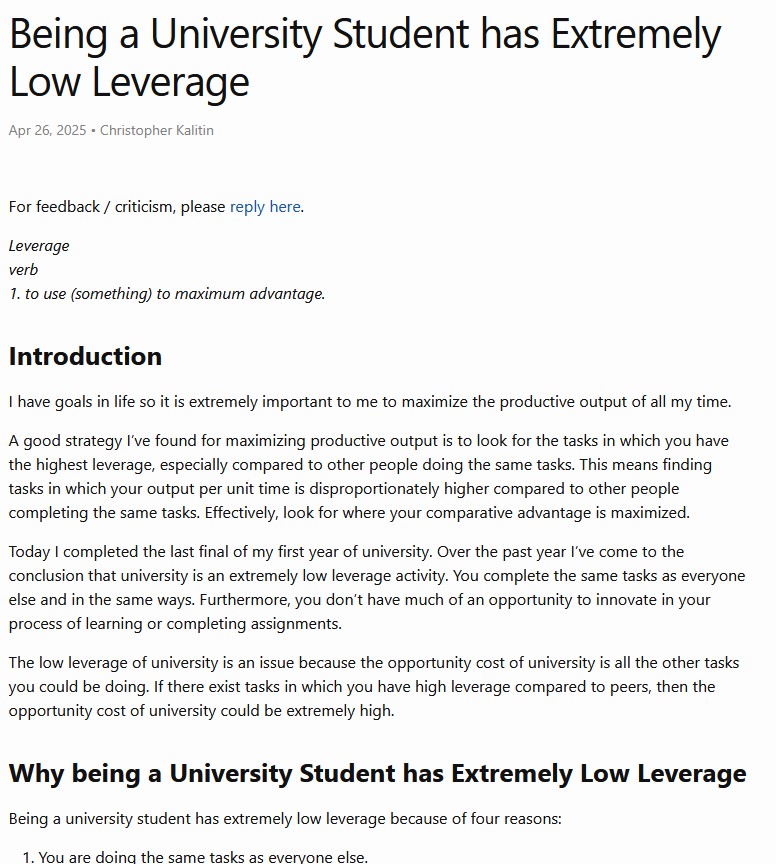 Being a University Student has Extremely
Low Leverage
Apr 26, 2025 • Christopher Kalitin
For feedback / criticism, please reply here.
Leverage
verb
1. to use (something) to maximum advantage.
Introduction
I have goals in life so it is extremely important to me to maximize the productive output of all my time.
A good strategy I’ve found for maximizing productive output is to look for the tasks in which you have
the highest leverage, especially compared to other people doing the same tasks. This means finding
tasks in which your output per unit time is disproportionately higher compared to other people
completing the same tasks. Effectively, look for where your comparative advantage is maximized.
Today I completed the last final of my first year of university. Over the past year I’ve come to the
conclusion that university is an extremely low leverage activity. You complete the same tasks as everyone
else and in the same ways. Furthermore, you don’t have much of an opportunity to innovate in your
process of learning or completing assignments.
The low leverage of university is an issue because the opportunity cost of university is all the other tasks
you could be doing. If there exist tasks in which you have high leverage compared to peers, then the
opportunity cost of university could be extremely high.
Why being a University Student has Extremely Low Leverage
Being a university student has extremely low leverage because of four reasons:
1. You are doing the same tasks as everyone else.